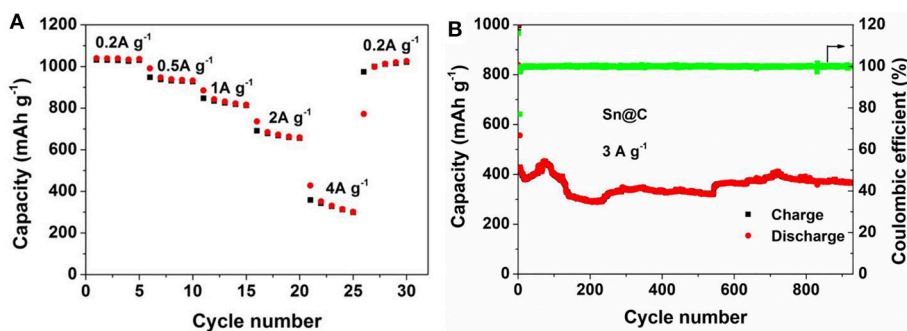 A
0.2A g⁻¹
0.5A g⁻¹
1A g⁻¹
2A g⁻¹
4A g⁻¹
0.2A g⁻¹
Capacity (mAh g⁻¹)
1200
1000
800
600
400
200
0
0 5 10 15 20 25 30
Cycle number
B
Capacity (mAh g⁻¹)
1000
800
600
400
200
0
Sn@C
3 A g⁻¹
Charge
Discharge
0 200 400 600 800
Cycle number
120
100
80
60
40
20
0
Coulombic efficient (%)